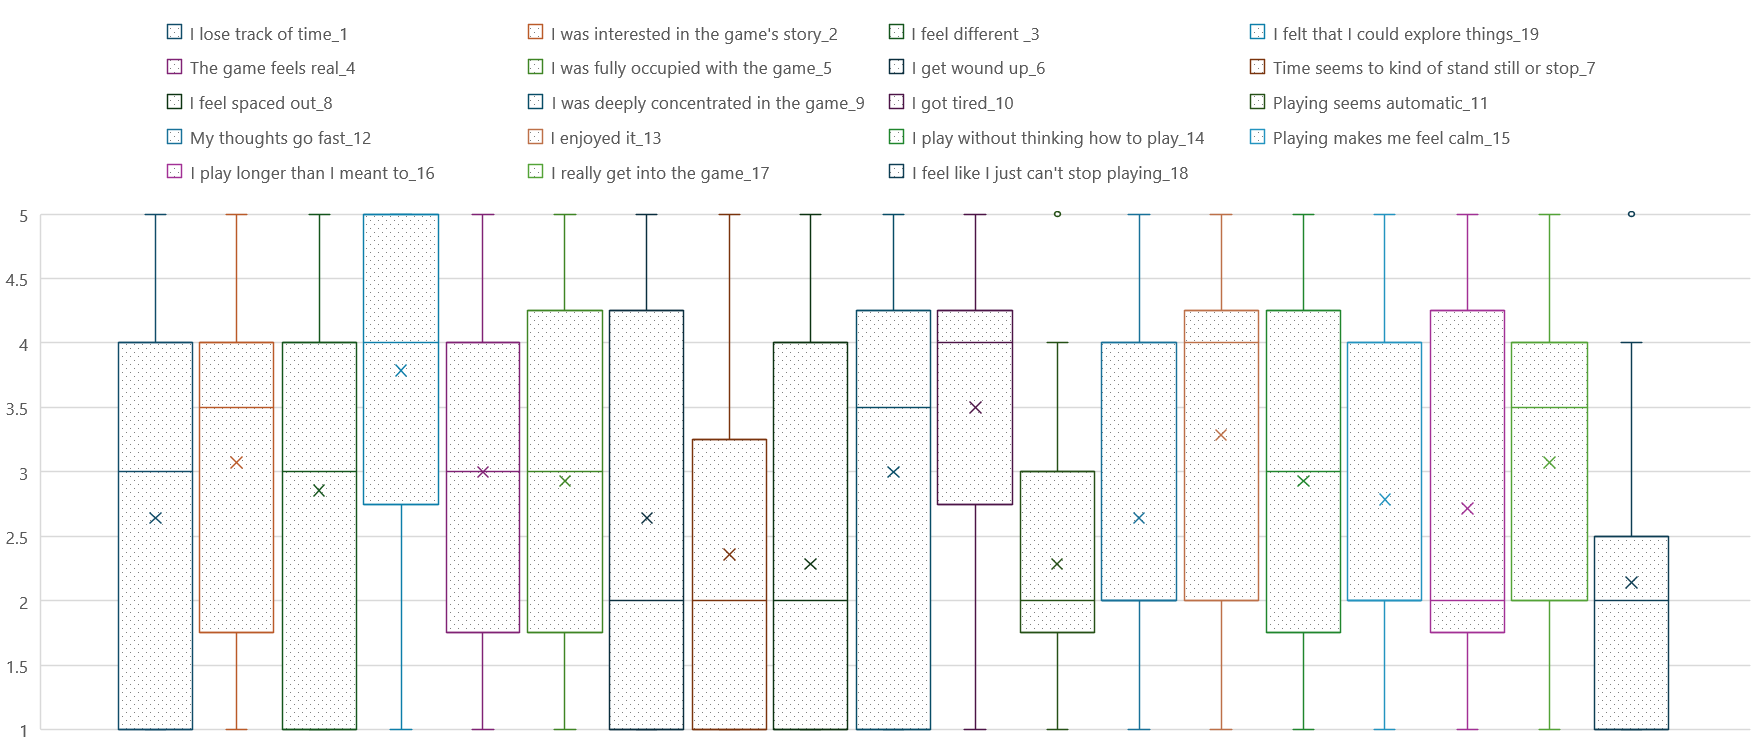 I lose track of time_1 I was interested in the game's story_2 I feel different _3 I felt that I could explore things_19
The game feels real_4 I was fully occupied with the game_5 I get wound up_6 Time seems to kind of stand still or stop_7
I feel spaced out_8 I was deeply concentrated in the game_9 I got tired_10 Playing seems automatic_11
My thoughts go fast_12 I enjoyed it_13 I play without thinking how to play_14 Playing makes me feel calm_15
I play longer than I meant to_16 I really get into the game_17 I feel like I just can't stop playing_18
5
4.5
4
3.5
3
2.5
2
1.5
1